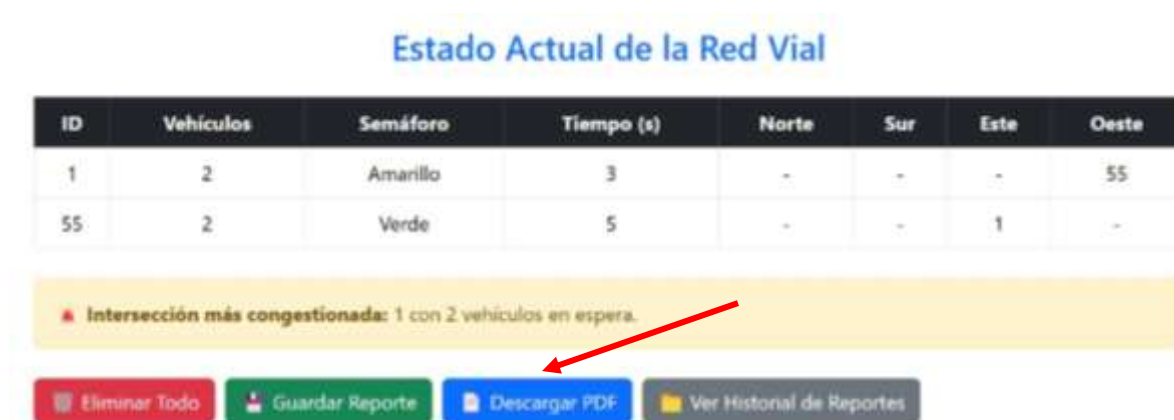 Estado Actual de la Red Vial
ID Vehículos Semáforo Tiempo (s) Norte Sur Este Oeste
1 2 Amarillo 3 - - - 55
55 2 Verde 5 - - 1 -
Intersección más congestionada: 1 con 2 vehículos en espera.
Eliminar Todo Guardar Reporte Descargar PDF Ver Historial de Reportes